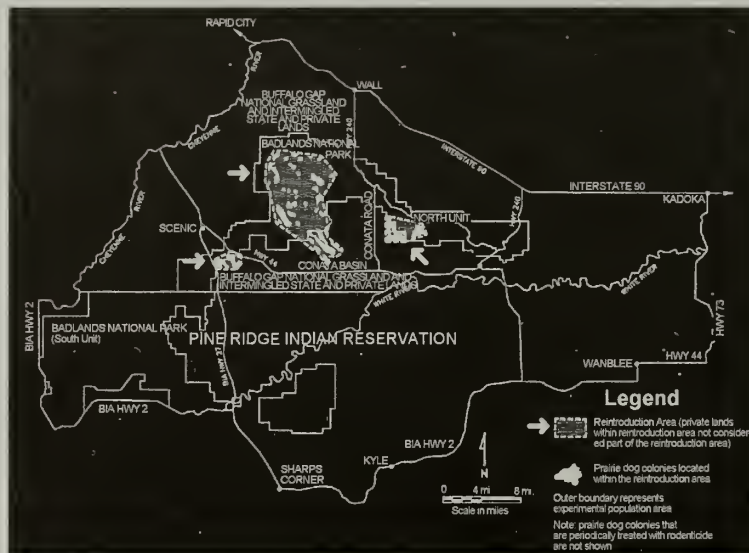 RAPID CITY
WALL
BUFFALO GAP
NATIONAL GRASSLAND
AND INTERMINGLED
STATE AND PRIVATE
LANDS
HWY 240
CHEYENNE
RIVER
BADLANDS NATIONAL
PARK
INTERSTATE 90
INTERSTATE 90
KADOKA
HWY 240
NORTH UNIT
CONATA ROAD
SCENIC
HWY 44
CHEYENNE
RIVER
CONATA BASIN
BUFFALO GAP NATIONAL GRASSLAND AND
INTERMINGLED STATE AND PRIVATE LANDS
WHITE RIVER
WHITE RIVER
BIA HWY 2
BADLANDS NATIONAL PARK
(South Unit)
PINE RIDGE INDIAN RESERVATION
BIA HWY 27
HWY 73
WANBLEE
HWY 44
BIA HWY 2
BIA HWY 2
KYLE
SHARPS
CORNER
N
0 4 mi 8 mi.
Scale in miles
Legend
Reintroduction Area (private lands
within reintroduction area not consider-
ed part of the reintroduction area)
Prairie dog colonies located
within the reintroduction area
Outer boundary represents
experimental population area
Note: prairie dog colonies that
are periodically treated with rodenticide
are not shown